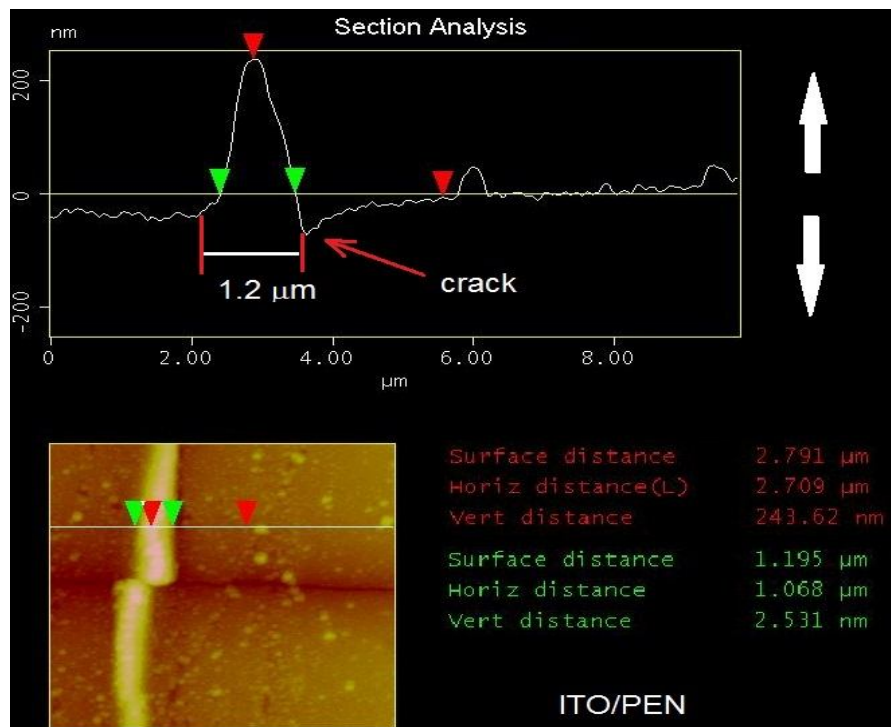 Section Analysis
nm
200
0
-200
1.2 μm
crack
0 2.00 4.00 6.00 8.00
µm
Surface distance 2.791 µm
Horiz distance(L) 2.709 µm
Vert distance 243.62 nm
Surface distance 1.195 µm
Horiz distance 1.068 µm
Vert distance 2.531 nm
ITO/PEN